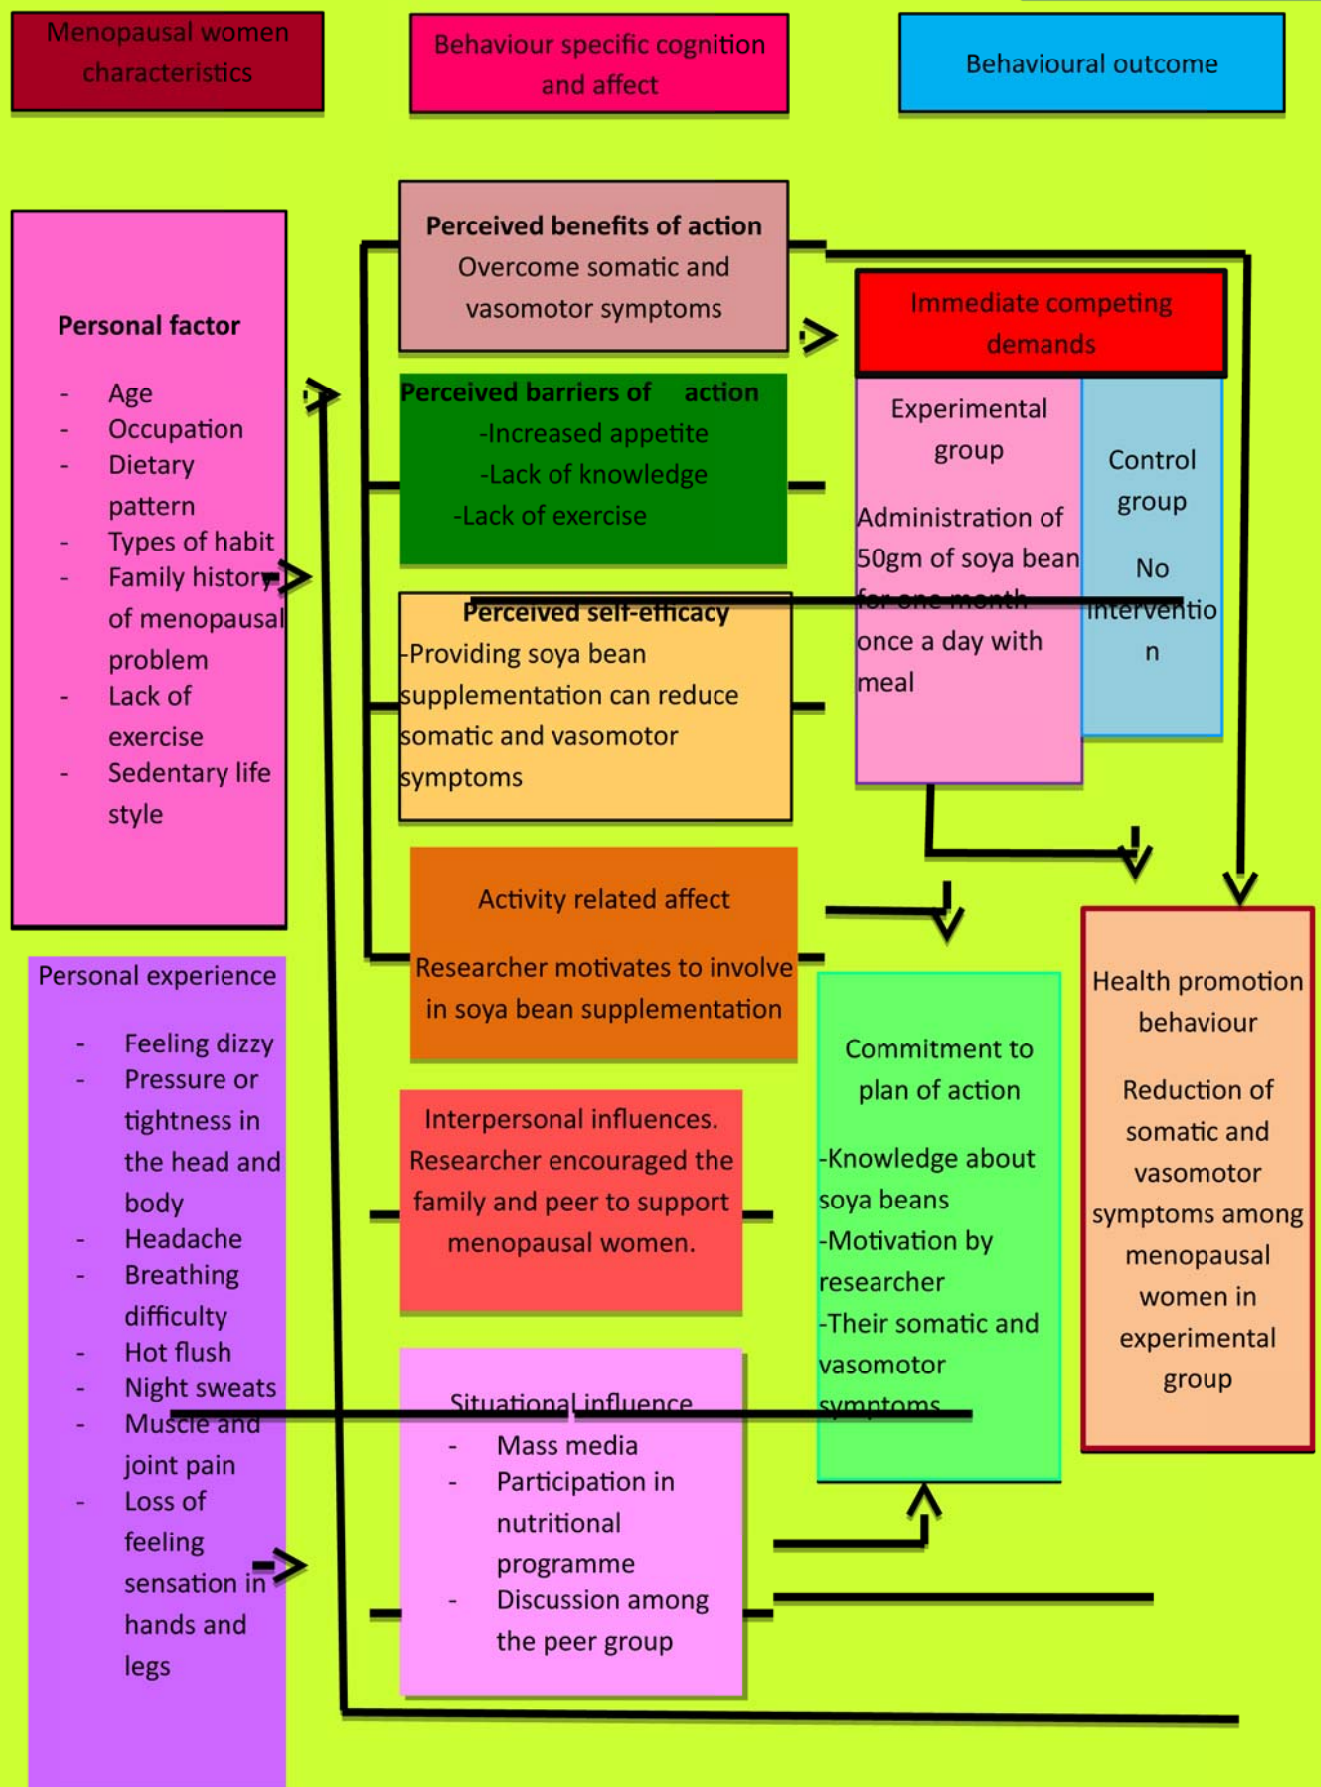 Menopausal women
characteristics
Behaviour specific cognition
and affect
Behavioural outcome
Personal factor
- Age
- Occupation
- Dietary
pattern
- Types of habit
- Family history
of menopausal
problem
- Lack of
exercise
- Sedentary life
style
Personal experience
- Feeling dizzy
- Pressure or
tightness in
the head and
body
- Headache
- Breathing
difficulty
- Hot flush
- Night sweats
- Muscle and
joint pain
- Loss of
feeling
sensation in
hands and
legs
Perceived benefits of action
Overcome somatic and
vasomotor symptoms
Perceived barriers of action
-Increased appetite
-Lack of knowledge
-Lack of exercise
Perceived self-efficacy
-Providing soya bean
supplementation can reduce
somatic and vasomotor
symptoms
Activity related affect
Researcher motivates to involve
in soya bean supplementation
Interpersonal influences.
Researcher encouraged the
family and peer to support
menopausal women.
Situational influence
- Mass media
- Participation in
nutritional
programme
- Discussion among
the peer group
Immediate competing
demands
Experimental
group
Administration of
50gm of soya bean
for one month
once a day with
meal
Control
group
No
interventio
n
Commitment to
plan of action
-Knowledge about
soya beans
-Motivation by
researcher
-Their somatic and
vasomotor
symptoms
Health promotion
behaviour
Reduction of
somatic and
vasomotor
symptoms among
menopausal
women in
experimental
group